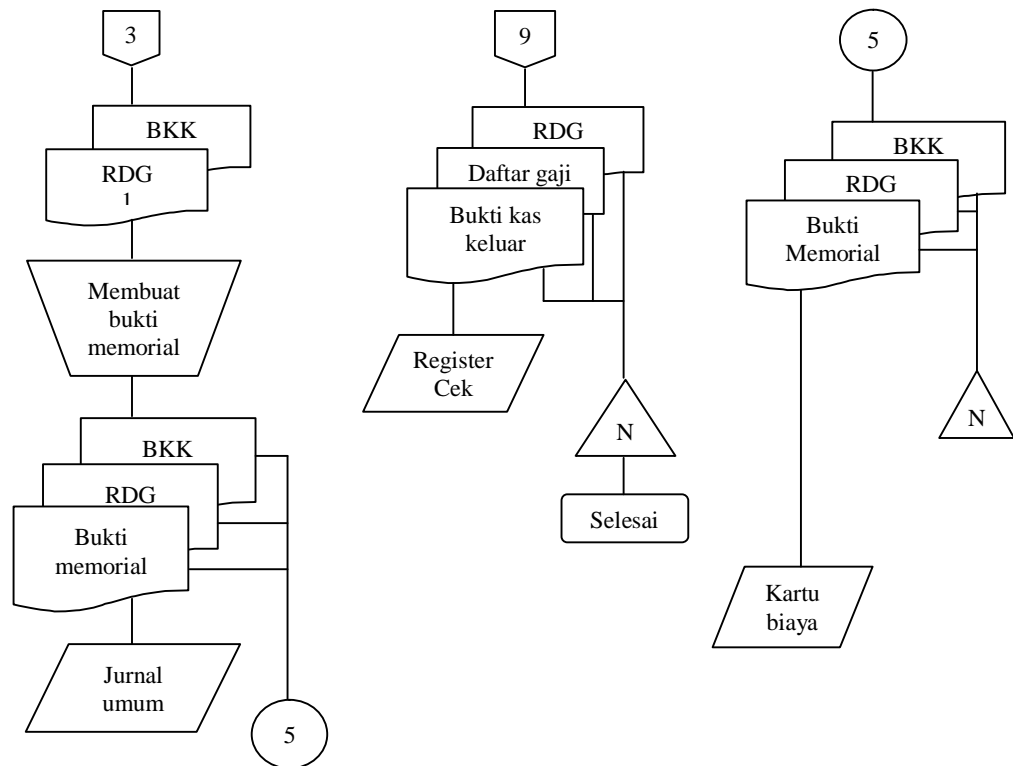 3
BKK
RDG
1
Membuat
bukti
memorial
BKK
RDG
Bukti
memorial
Jurnal
umum
5
9
RDG
Daftar gaji
Bukti kas
keluar
Register
Cek
N
Selesai
5
BKK
RDG
Bukti
Memorial
N
Kartu
biaya